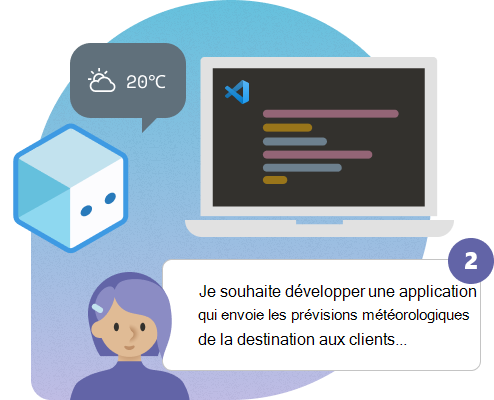 20°C
2
Je souhaite développer une application
qui envoie les prévisions météorologiques
de la destination aux clients...